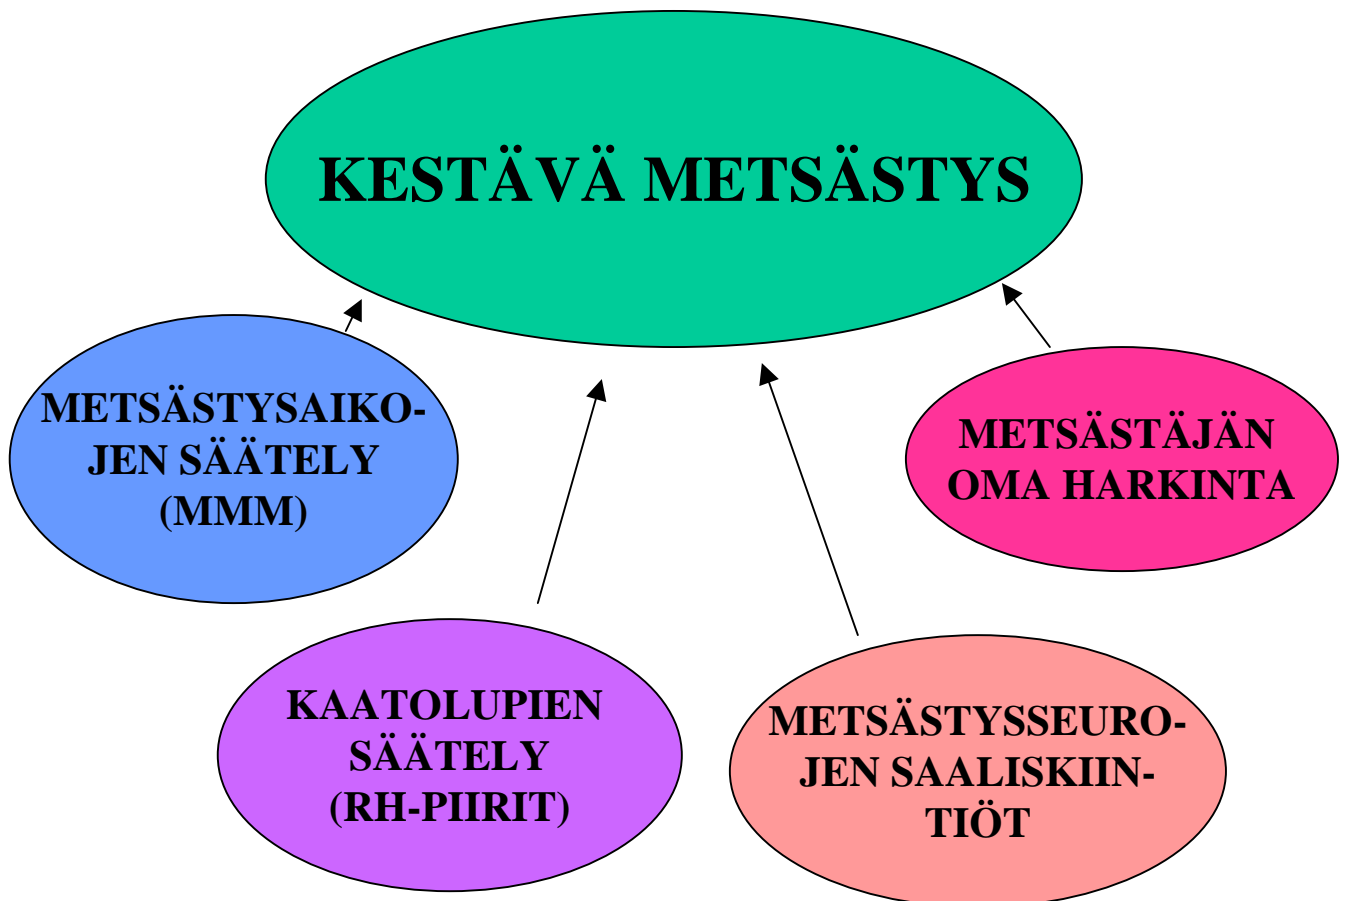 KESTÄVÄ METSÄSTYS
METSÄSTYSAIKO-
JEN SÄÄTELY
(MMM)
METSÄSTÄJÄN
OMA HARKINTA
KAATOLUPIEN
SÄÄTELY
(RH-PIIRIT)
METSÄSTYSSEURO-
JEN SAALISKIIN-
TIÖT